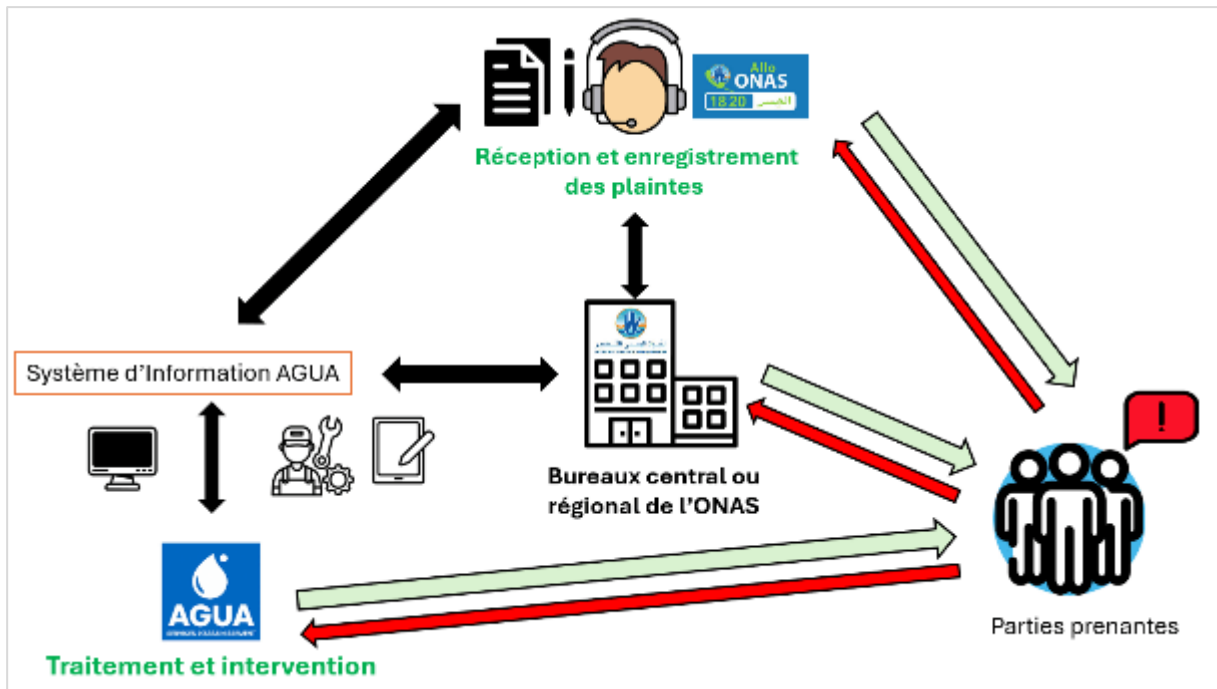 Allo
ONAS
18.20
Réception et enregistrement
des plaintes
Système d’Information AGUA
!
Bureaux central ou
régional de l’ONAS
AGUA
Traitement et intervention
Parties prenantes